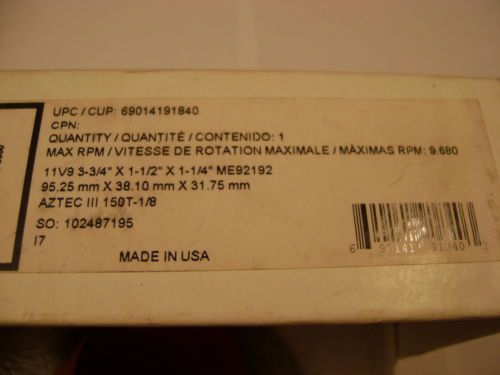 UPC / CUP: 69014191840
CPN:
QUANTITY / QUANTITÉ / CONTENIDO: 1
MAX RPM / VITESSE DE ROTATION MAXIMALE / MÁXIMAS RPM: 9,680
11V9 3-3/4" X 1-1/2" X 1-1/4" ME92192
95.25 mm X 38.10 mm X 31.75 mm
AZTEC III 150T-1/8
SO: 102487195
I7
MADE IN USA